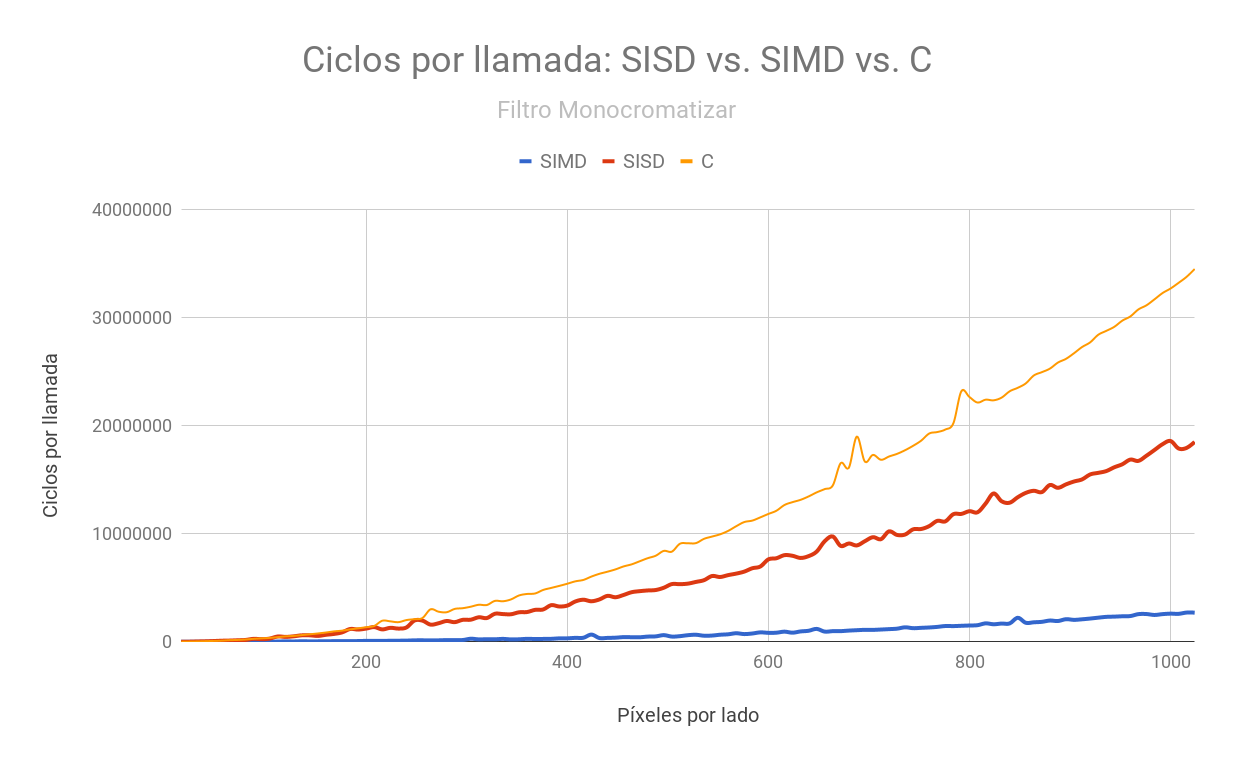 Ciclos por llamada: SISD vs. SIMD vs. C
Filtro Monocromatizar
SIMD SISD C
40000000
30000000
20000000
10000000
0
Ciclos por llamada
200 400 600 800 1000
Píxeles por lado